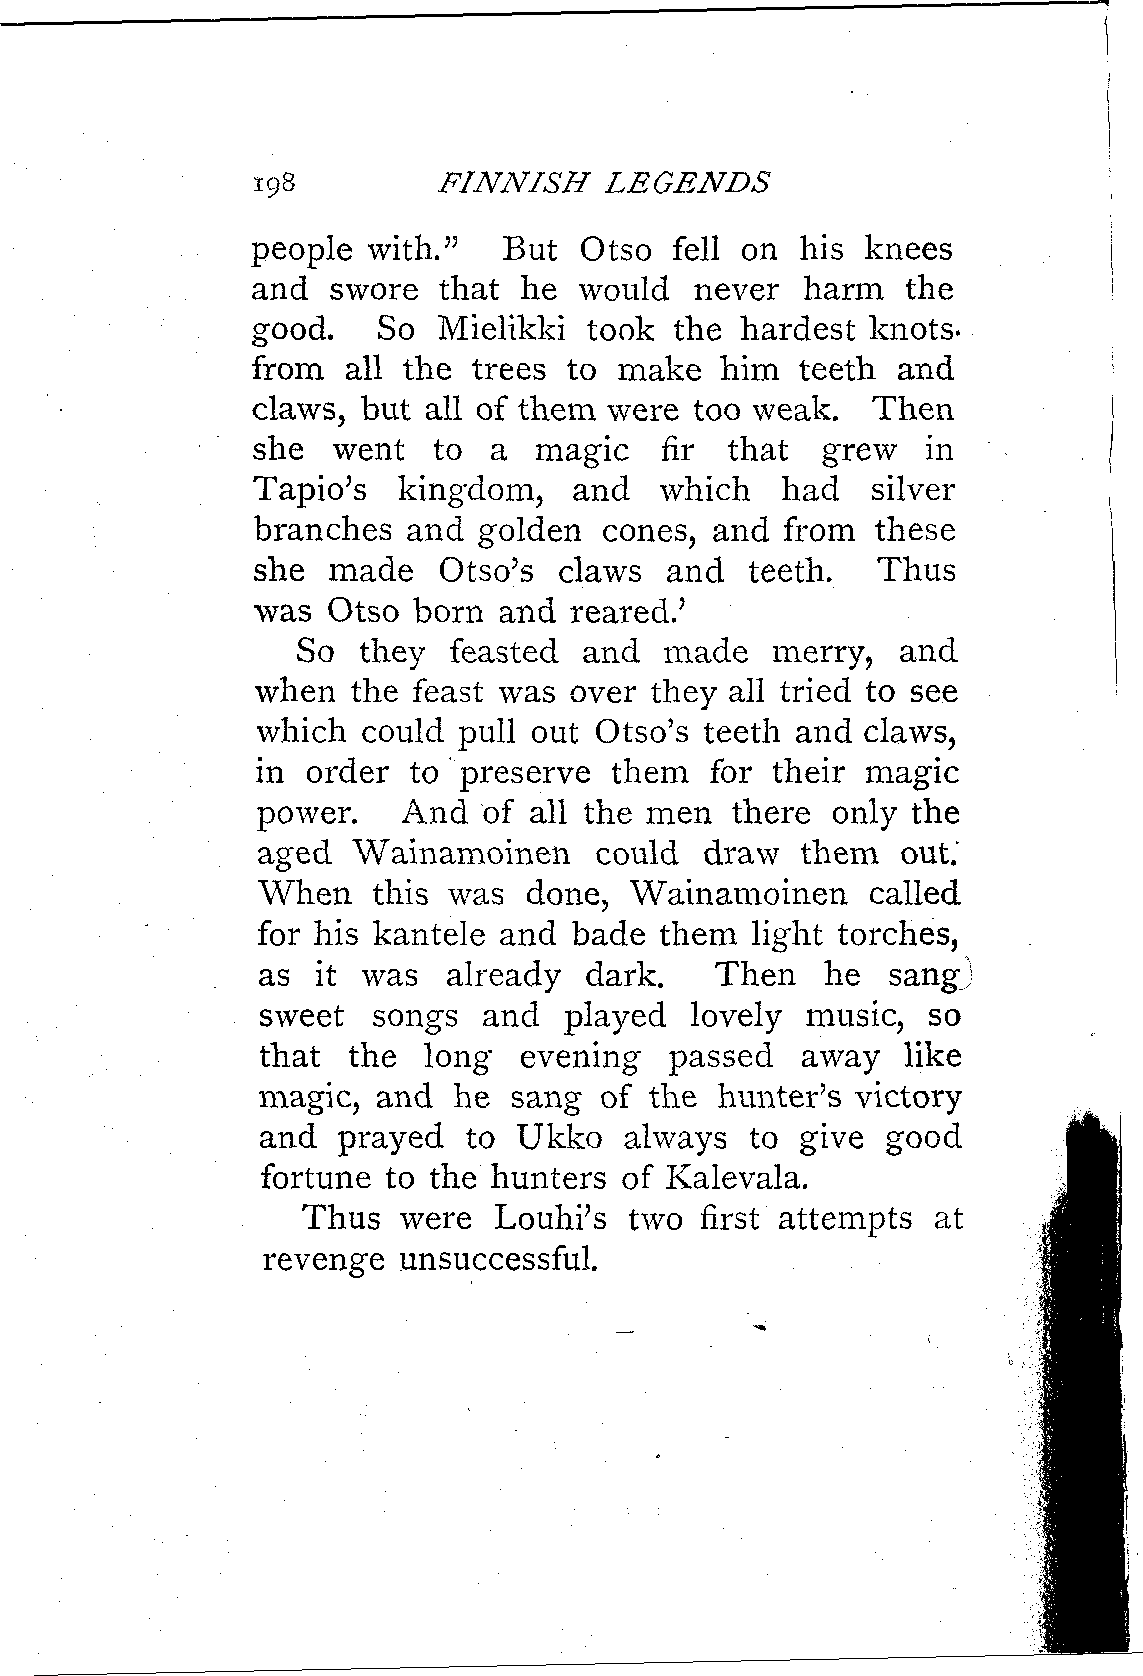 198 FINNISH LEGENDS
people with.” But Otso fell on his knees
and swore that he would never harm the
good. So Mielikki took the hardest knots
from all the trees to make him teeth and
claws, but all of them were too weak. Then
she went to a magic fir that grew in
Tapio’s kingdom, and which had silver
branches and golden cones, and from these
she made Otso’s claws and teeth. Thus
was Otso born and reared.’
So they feasted and made merry, and
when the feast was over they all tried to see
which could pull out Otso’s teeth and claws,
in order to preserve them for their magic
power. And of all the men there only the
aged Wainamoinen could draw them out.
When this was done, Wainamoinen called
for his kantele and bade them light torches,
as it was already dark. Then he sang
sweet songs and played lovely music, so
that the long evening passed away like
magic, and he sang of the hunter’s victory
and prayed to Ukko always to give good
fortune to the hunters of Kalevala.
Thus were Louhi’s two first attempts at
revenge unsuccessful.